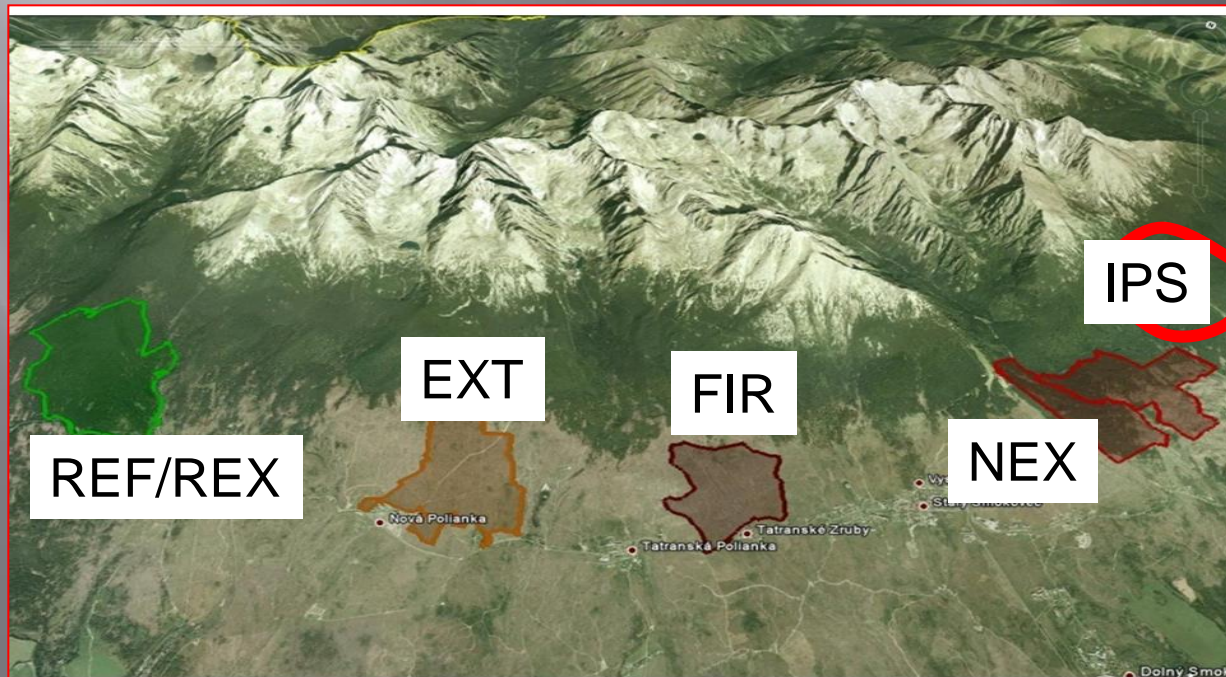 IPS
EXT
FIR
REF/REX
NEX
Nová Polianka
Tatranská Polianka
Tatranské Zruby
Starý Smokovec